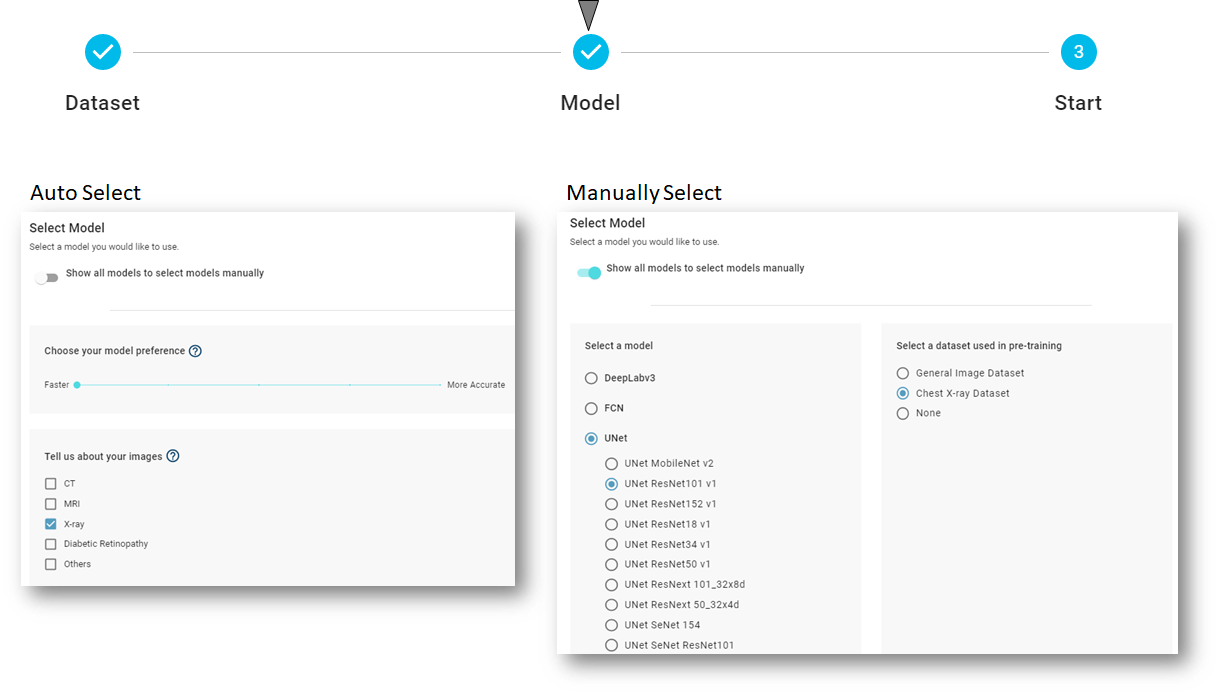 3
Dataset
Model
Start
Auto Select
Select Model
Select a model you would like to use.
Show all models to select models manually
Choose your model preference ?
Faster
More Accurate
Tell us about your images ?
CT
MRI
X-ray
Diabetic Retinopathy
Others
Manually Select
Select Model
Select a model you would like to use.
Show all models to select models manually
Select a model
DeepLabv3
FCN
UNet
UNet MobileNet v2
UNet ResNet101 v1
UNet ResNet152 v1
UNet ResNet18 v1
UNet ResNet34 v1
UNet ResNet50 v1
UNet ResNext 101_32x8d
UNet ResNext 50_32x4d
UNet SeNet 154
UNet SeNet ResNet101
Select a dataset used in pre-training
General Image Dataset
Chest X-ray Dataset
None